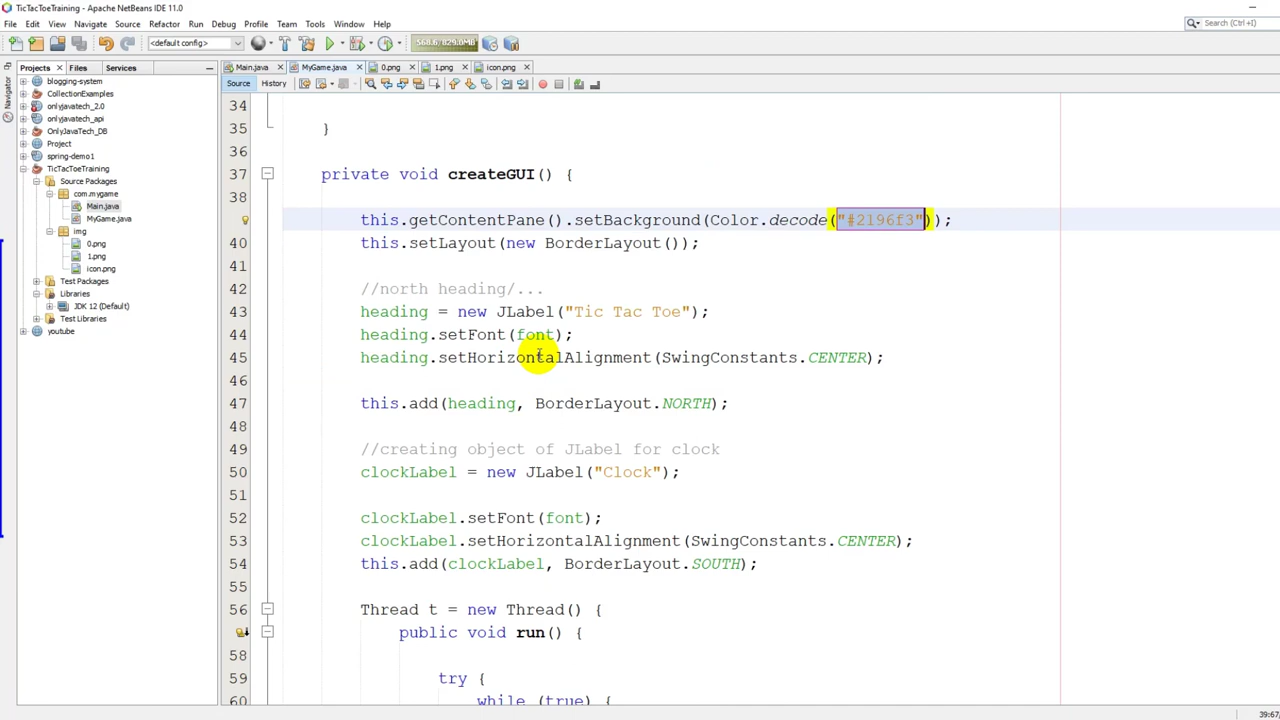 TicTacToeTraining - Apache NetBeans IDE 11.0
File Edit View Navigate Source Refactor Run Debug Profile Team Tools Window Help
<default config> 568.6/829.0MB Search (Ctrl+I)
Projects Files Services Main.java MyGame.java 0.png 1.png icon.png
Navigator
Source History
blogging-system
CollectionExamples
onlyjavatech_2.0
onlyjavatech_api
OnlyJavaTech_DB
Project
spring-demo1
TicTacToeTraining
Source Packages
com.mygame
Main.java
MyGame.java
img
0.png
1.png
icon.png
Test Packages
Libraries
JDK 12 (Default)
Test Libraries
youtube
34
35 }
36
37 private void createGUI() {
38
this.getContentPane().setBackground(Color.decode("#2196f3"));
40 this.setLayout(new BorderLayout());
41
42 //north heading/...
43 heading = new JLabel("Tic Tac Toe");
44 heading.setFont(font);
45 heading.setHorizontalAlignment(SwingConstants.CENTER);
46
47 this.add(heading, BorderLayout.NORTH);
48
49 //creating object of JLabel for clock
50 clockLabel = new JLabel("Clock");
51
52 clockLabel.setFont(font);
53 clockLabel.setHorizontalAlignment(SwingConstants.CENTER);
54 this.add(clockLabel, BorderLayout.SOUTH);
55
56 Thread t = new Thread() {
public void run() {
58
59 try {
60 while (true) {
39:67